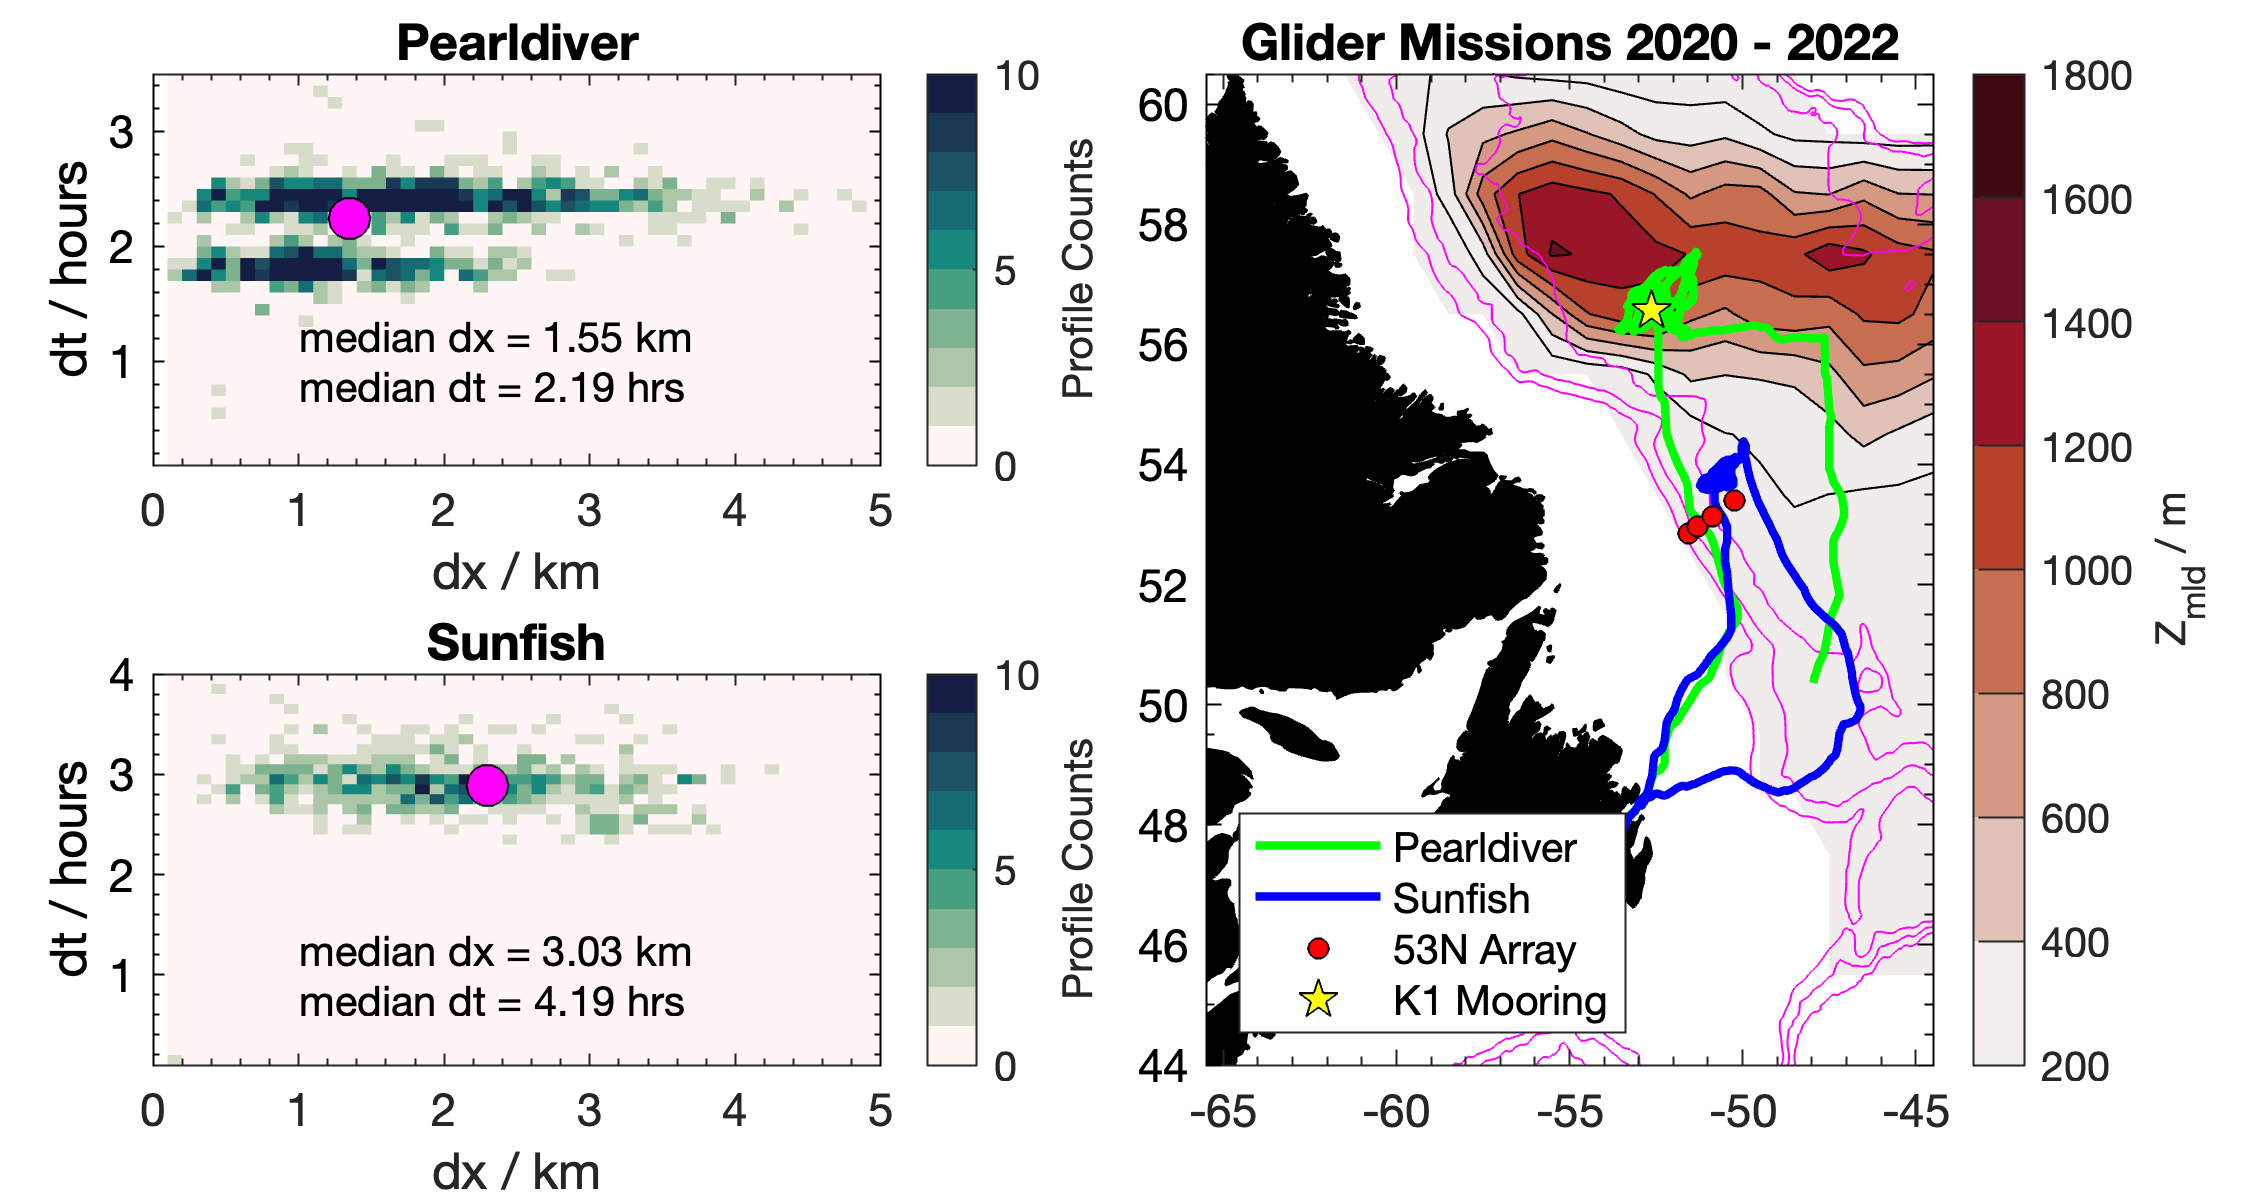 Pearldiver
3
2
1
dt / hours
median dx = 1.55 km
median dt = 2.19 hrs
0 1 2 3 4 5
dx / km
10
5
0
Profile Counts
Sunfish
4
3
2
1
dt / hours
median dx = 3.03 km
median dt = 4.19 hrs
0 1 2 3 4 5
dx / km
10
5
0
Profile Counts
Glider Missions 2020 - 2022
60
58
56
54
52
50
48
46
44
-65 -60 -55 -50 -45
Pearldiver
Sunfish
53N Array
K1 Mooring
1800
1600
1400
1200
1000
800
600
400
200
Zmld / m